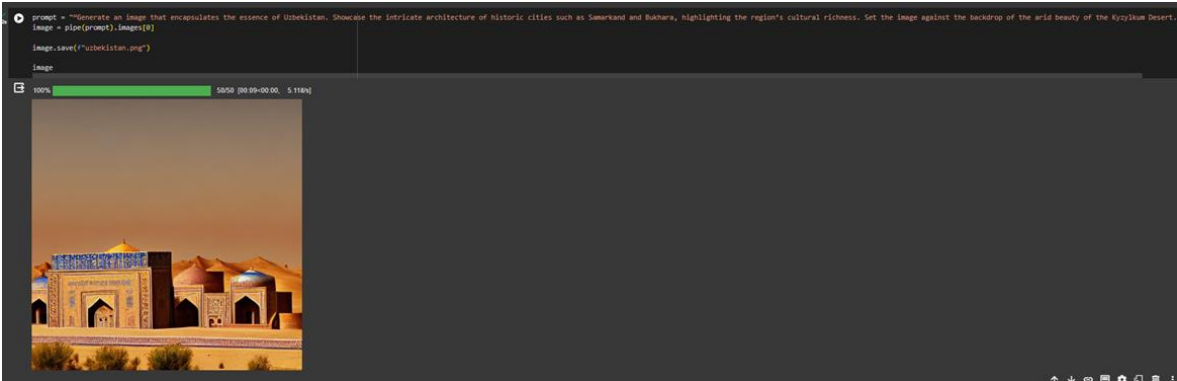 prompt = ""Generate an image that encapsulates the essence of Uzbekistan. Showcase the intricate architecture of historic cities such as Samarkand and Bukhara, highlighting the region's cultural richness. Set the image against the backdrop of the arid beauty of the Kyzylkum Desert.
image = pipe(prompt).images[0]
image.save(f"uzbekistan.png")
image
100% 50/50 [00:09<00:00, 5.11it/s]